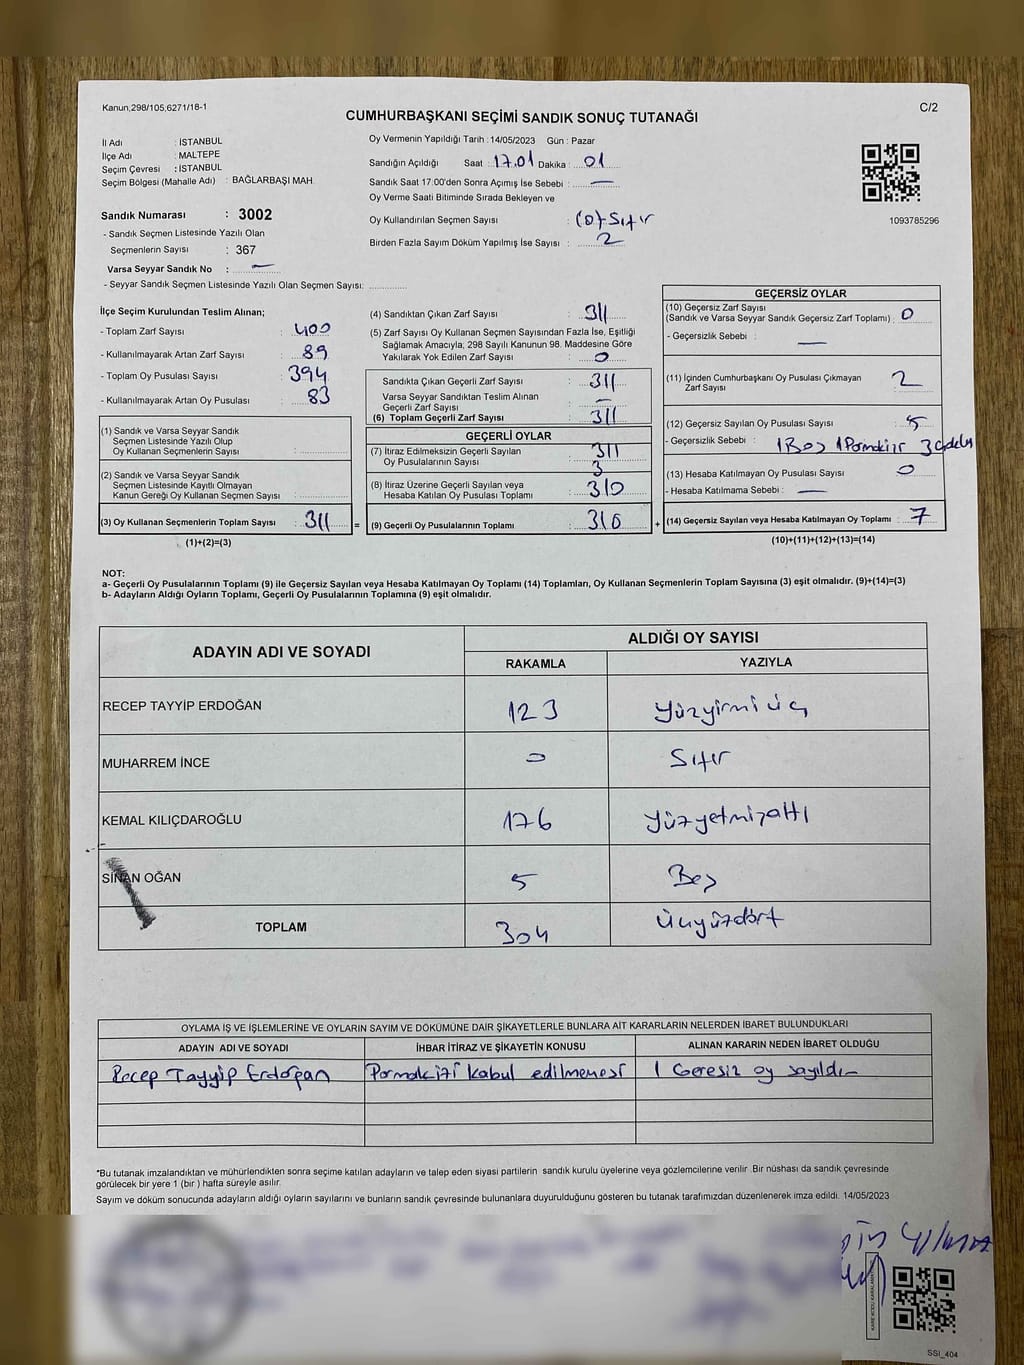 Kanun,298/105,6271/18-1
C/2
CUMHURBAŞKANI SEÇİMİ SANDIK SONUÇ TUTANAĞI
İl Adı : İSTANBUL
İlçe Adı : MALTEPE
Seçim Çevresi : İSTANBUL
Seçim Bölgesi (Mahalle Adı) : BAĞLARBAŞI MAH.
Sandık Numarası : 3002
- Sandık Seçmen Listesinde Yazılı Olan
Seçmenlerin Sayısı : 367
Varsa Seyyar Sandık No : —
- Seyyar Sandık Seçmen Listesinde Yazılı Olan Seçmen Sayısı:
Oy Vermenin Yapıldığı Tarih : 14/05/2023 Gün : Pazar
Sandığın Açıldığı Saat : 17.01 Dakika : 01
Sandık Saat 17:00'den Sonra Açımış İse Sebebi : —
Oy Verme Saati Bitiminde Sırada Bekleyen ve
Oy Kullandırılan Seçmen Sayısı : (0)-Sıfır
Birden Fazla Sayım Döküm Yapılmış İse Sayısı : 2
1093785296
İlçe Seçim Kurulundan Teslim Alınan;
- Toplam Zarf Sayısı : 400
- Kullanılmayarak Artan Zarf Sayısı : 89
- Toplam Oy Pusulası Sayısı : 394
- Kullanılmayarak Artan Oy Pusulası : 83
(1) Sandık ve Varsa Seyyar Sandık
Seçmen Listesinde Yazılı Olup
Oy Kullanan Seçmenlerin Sayısı :
(2) Sandık ve Varsa Seyyar Sandık
Seçmen Listesinde Kayıtlı Olmayan
Kanun Gereği Oy Kullanan Seçmen Sayısı :
(3) Oy Kullanan Seçmenlerin Toplam Sayısı : 311 =
(1)+(2)=(3)
(4) Sandıktan Çıkan Zarf Sayısı : 311
(5) Zarf Sayısı Oy Kullanan Seçmen Sayısından Fazla İse, Eşitliği
Sağlamak Amacıyla, 298 Sayılı Kanunun 98. Maddesine Göre
Yakılarak Yok Edilen Zarf Sayısı : 0
Sandıkta Çıkan Geçerli Zarf Sayısı : 311
Varsa Seyyar Sandıktan Teslim Alınan
Geçerli Zarf Sayısı : —
(6) Toplam Geçerli Zarf Sayısı : 311
GEÇERLİ OYLAR
(7) İtiraz Edilmeksizin Geçerli Sayılan : 311
Oy Pusulalarının Sayısı 3
(8) İtiraz Üzerine Geçerli Sayılan veya
Hesaba Katılan Oy Pusulası Toplamı : 310
(9) Geçerli Oy Pusulalarının Toplamı : 310 +
GEÇERSİZ OYLAR
(10) Geçersiz Zarf Sayısı
(Sandık ve Varsa Seyyar Sandık Geçersiz Zarf Toplamı) : 0
- Geçersizlik Sebebi : —
(11) İçinden Cumhurbaşkanı Oy Pusulası Çıkmayan
Zarf Sayısı : 2
(12) Geçersiz Sayılan Oy Pusulası Sayısı : 5
- Geçersizlik Sebebi : 1 Boş 1 Parmakizi 3
(13) Hesaba Katılmayan Oy Pusulası Sayısı : 0
- Hesaba Katılmama Sebebi : —
(14) Geçersiz Sayılan veya Hesaba Katılmayan Oy Toplamı : 7
(10)+(11)+(12)+(13)=(14)
NOT:
a- Geçerli Oy Pusulalarının Toplamı (9) ile Geçersiz Sayılan veya Hesaba Katılmayan Oy Toplamı (14) Toplamları, Oy Kullanan Seçmenlerin Toplam Sayısına (3) eşit olmalıdır. (9)+(14)=(3)
b- Adayların Aldığı Oyların Toplamı, Geçerli Oy Pusulalarının Toplamına (9) eşit olmalıdır.
ADAYIN ADI VE SOYADI
ALDIĞI OY SAYISI
RAKAMLA YAZIYLA
RECEP TAYYİP ERDOĞAN 123 Yüzyirmi üç
MUHARREM İNCE 0 Sıfır
KEMAL KILIÇDAROĞLU 176 Yüzyetmişaltı
SİNAN OĞAN 5 Beş
TOPLAM 304 Üçyüzdört
OYLAMA İŞ VE İŞLEMLERİNE VE OYLARIN SAYIM VE DÖKÜMÜNE DAİR ŞİKAYETLERLE BUNLARA AİT KARARLARIN NELERDEN İBARET BULUNDUKLARI
ADAYIN ADI VE SOYADI İHBAR İTİRAZ VE ŞİKAYETİN KONUSU ALINAN KARARIN NEDEN İBARET OLDUĞU
Recep Tayyip Erdoğan Parmakizi kabul edilmemesi 1 Geresiz oy sayıldı
*Bu tutanak imzalandıktan ve mühürlendikten sonra seçime katılan adayların ve talep eden siyasi partilerin sandık kurulu üyelerine veya gözlemcilerine verilir .Bir nüshası da sandık çevresinde
görülecek bir yere 1 (bir ) hafta süreyle asılır.
Sayım ve döküm sonucunda adayların aldığı oyların sayılarını ve bunların sandık çevresinde bulunanlara duyurulduğunu gösteren bu tutanak tarafımızdan düzenlenerek imza edildi. 14/05/2023
SSI_404